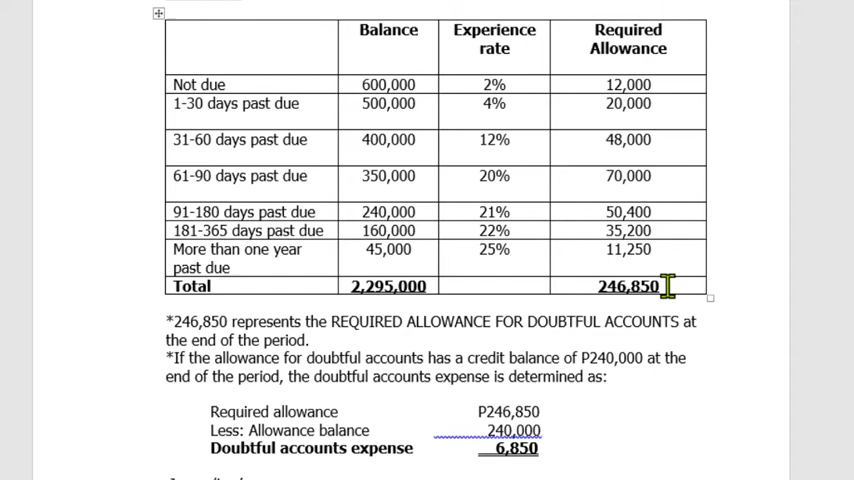 Balance Experience rate Required Allowance
Not due 600,000 2% 12,000
1-30 days past due 500,000 4% 20,000
31-60 days past due 400,000 12% 48,000
61-90 days past due 350,000 20% 70,000
91-180 days past due 240,000 21% 50,400
181-365 days past due 160,000 22% 35,200
More than one year past due 45,000 25% 11,250
Total 2,295,000 246,850
*246,850 represents the REQUIRED ALLOWANCE FOR DOUBTFUL ACCOUNTS at
the end of the period.
*If the allowance for doubtful accounts has a credit balance of P240,000 at the
end of the period, the doubtful accounts expense is determined as:
Required allowance P246,850
Less: Allowance balance 240,000
Doubtful accounts expense 6,850